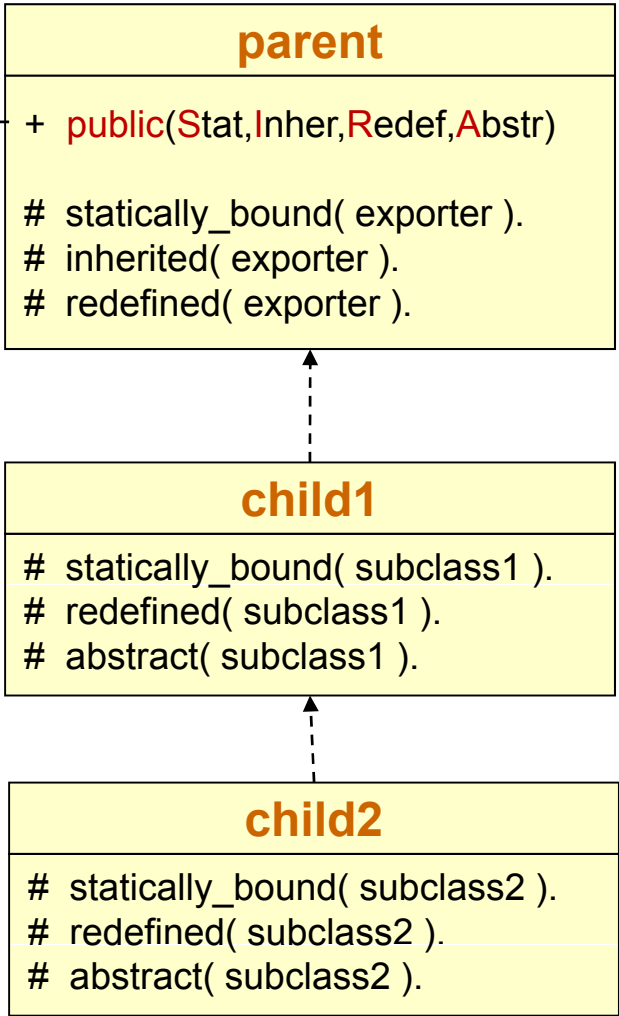 parent
+ public(Stat,Inher,Redef,Abstr)
# statically_bound( exporter ).
# inherited( exporter ).
# redefined( exporter ).
child1
# statically_bound( subclass1 ).
# redefined( subclass1 ).
# abstract( subclass1 ).
child2
# statically_bound( subclass2 ).
# redefined( subclass2 ).
# abstract( subclass2 ).